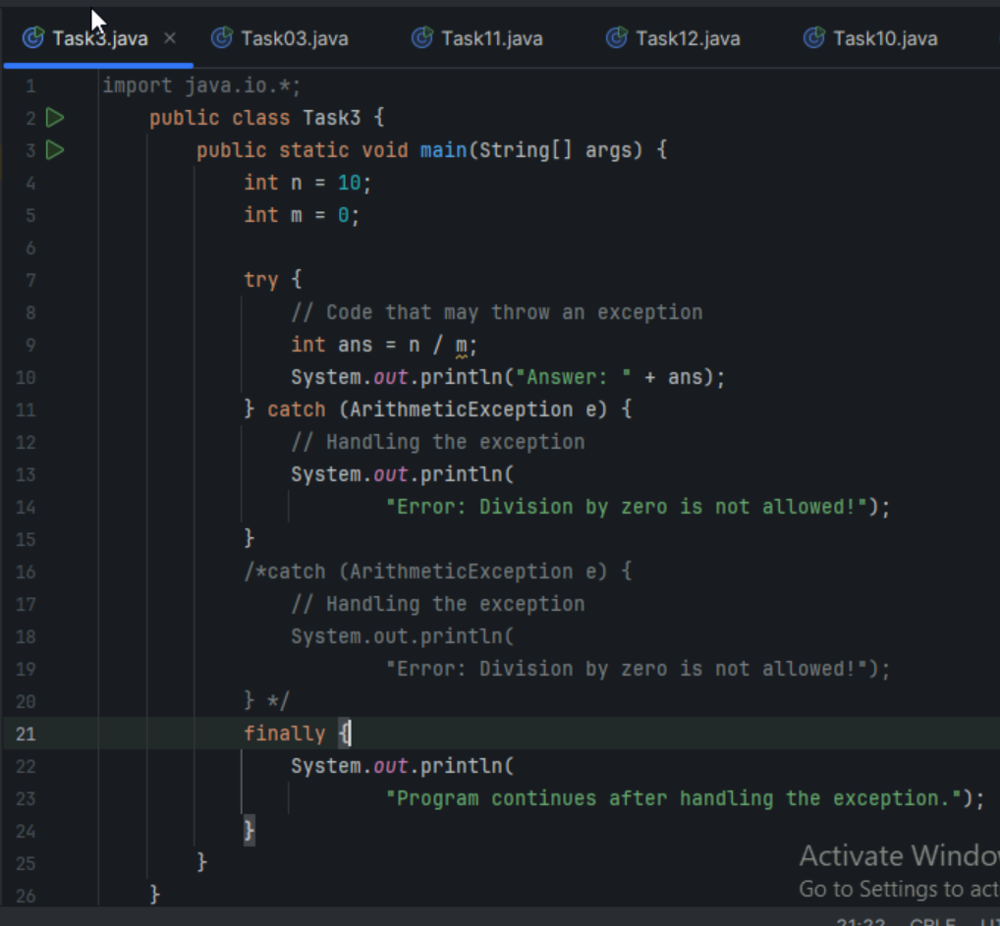 Task3.java × Task03.java Task11.java Task12.java Task10.java
1 import java.io.*;
2 public class Task3 {
3 public static void main(String[] args) {
4 int n = 10;
5 int m = 0;
6
7 try {
8 // Code that may throw an exception
9 int ans = n / m;
10 System.out.println("Answer: " + ans);
11 } catch (ArithmeticException e) {
12 // Handling the exception
13 System.out.println(
14 "Error: Division by zero is not allowed!");
15 }
16 /*catch (ArithmeticException e) {
17 // Handling the exception
18 System.out.println(
19 "Error: Division by zero is not allowed!");
20 } */
21 finally {
22 System.out.println(
23 "Program continues after handling the exception.");
24 }
25 }
26 }
Activate Windo
Go to Settings to act